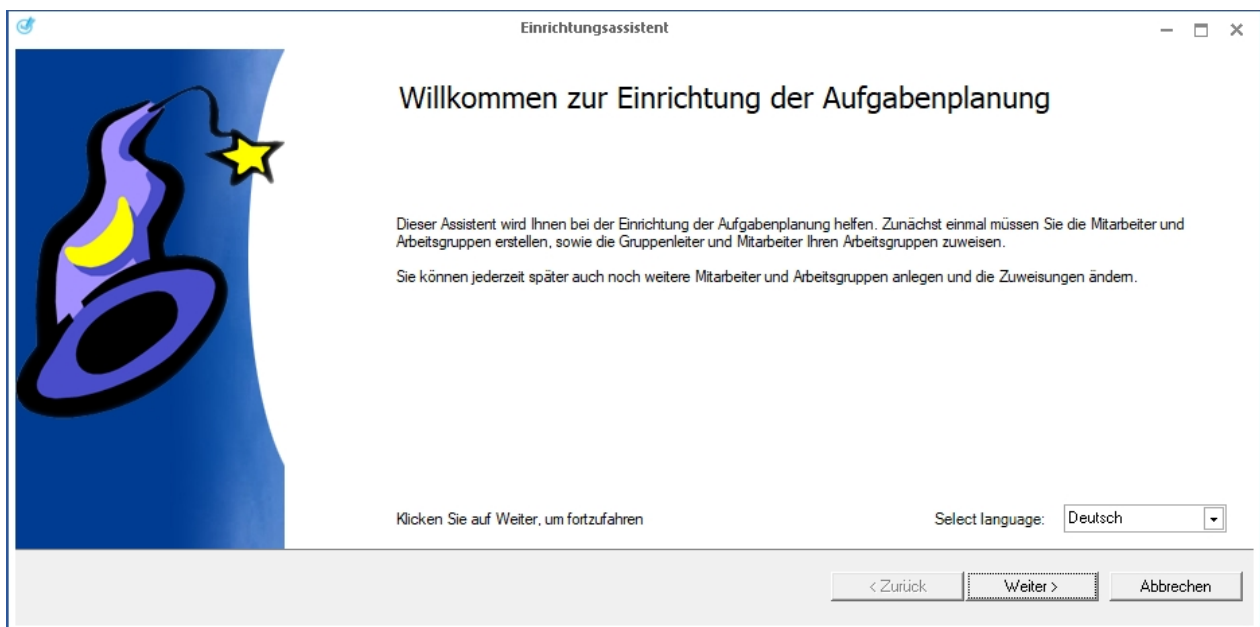 Einrichtungsassistent
Willkommen zur Einrichtung der Aufgabenplanung
Dieser Assistent wird Ihnen bei der Einrichtung der Aufgabenplanung helfen. Zunächst einmal müssen Sie die Mitarbeiter und
Arbeitsgruppen erstellen, sowie die Gruppenleiter und Mitarbeiter Ihren Arbeitsgruppen zuweisen.
Sie können jederzeit später auch noch weitere Mitarbeiter und Arbeitsgruppen anlegen und die Zuweisungen ändern.
Klicken Sie auf Weiter, um fortzufahren
Select language: Deutsch
< Zurück Weiter > Abbrechen